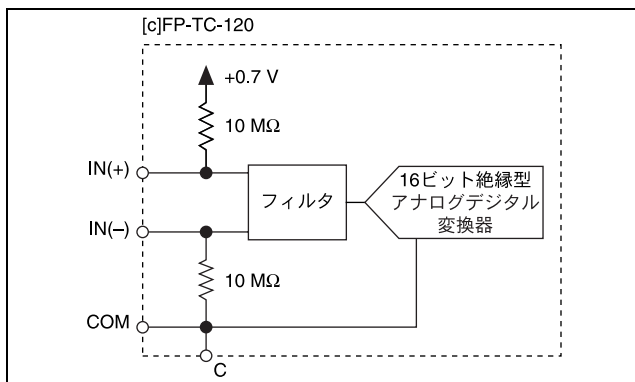 [c]FP-TC-120
+0.7 V
10 MΩ
IN(+)
フィルタ
16ビット絶縁型
アナログデジタル
変換器
IN(–)
10 MΩ
COM
C